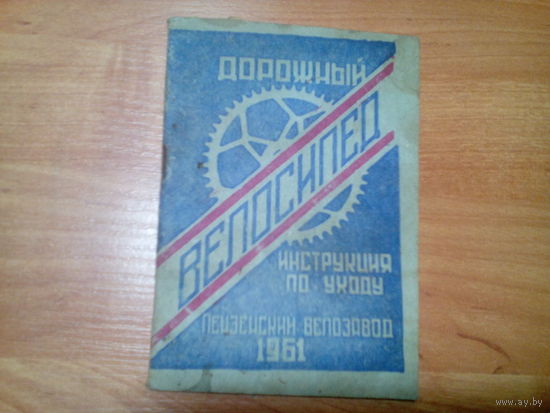 ДОРОЖНЫЙ
ВЕЛОСИПЕД
ИНСТРУКЦИЯ
ПО УХОДУ
ПЕНЗЕНСКИЙ ВЕЛОЗАВОД
1961
www.ay.by